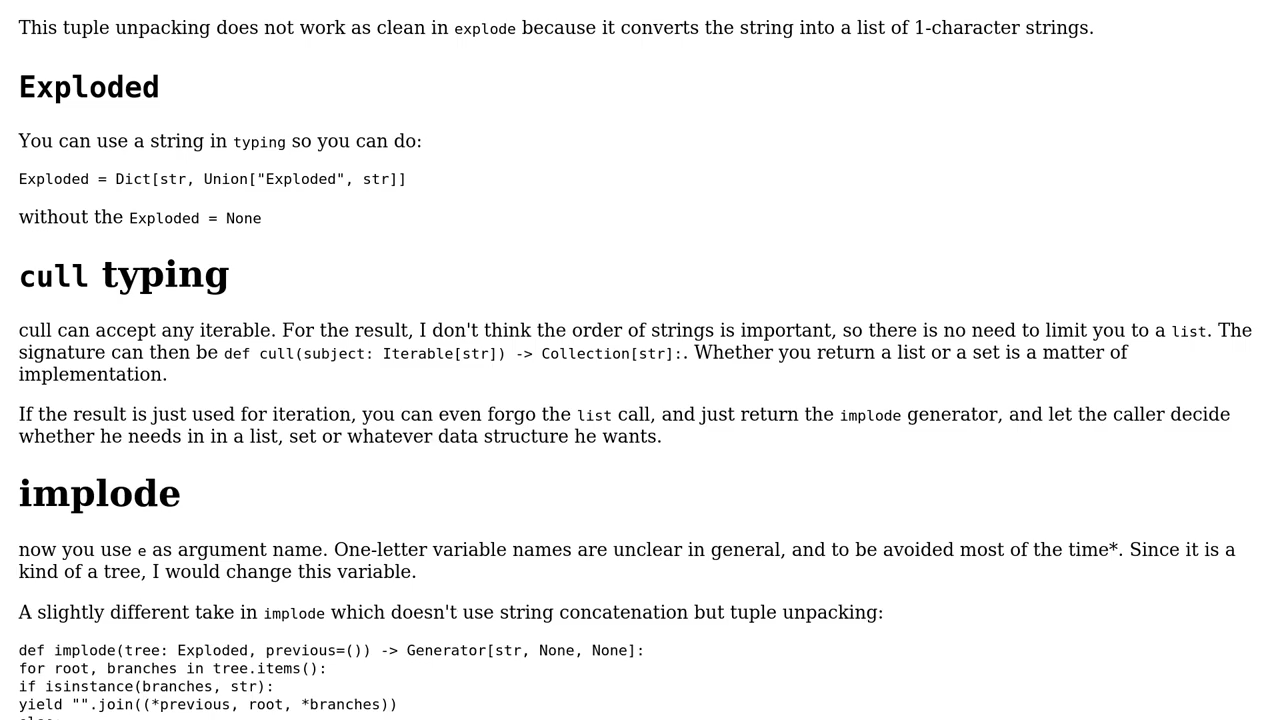 This tuple unpacking does not work as clean in explode because it converts the string into a list of 1-character strings.
Exploded
You can use a string in typing so you can do:
Exploded = Dict[str, Union["Exploded", str]]
without the Exploded = None
cull typing
cull can accept any iterable. For the result, I don't think the order of strings is important, so there is no need to limit you to a list. The
signature can then be def cull(subject: Iterable[str]) -> Collection[str]:. Whether you return a list or a set is a matter of
implementation.
If the result is just used for iteration, you can even forgo the list call, and just return the implode generator, and let the caller decide
whether he needs in in a list, set or whatever data structure he wants.
implode
now you use e as argument name. One-letter variable names are unclear in general, and to be avoided most of the time*. Since it is a
kind of a tree, I would change this variable.
A slightly different take in implode which doesn't use string concatenation but tuple unpacking:
def implode(tree: Exploded, previous=()) -> Generator[str, None, None]:
for root, branches in tree.items():
if isinstance(branches, str):
yield "".join((*previous, root, *branches))